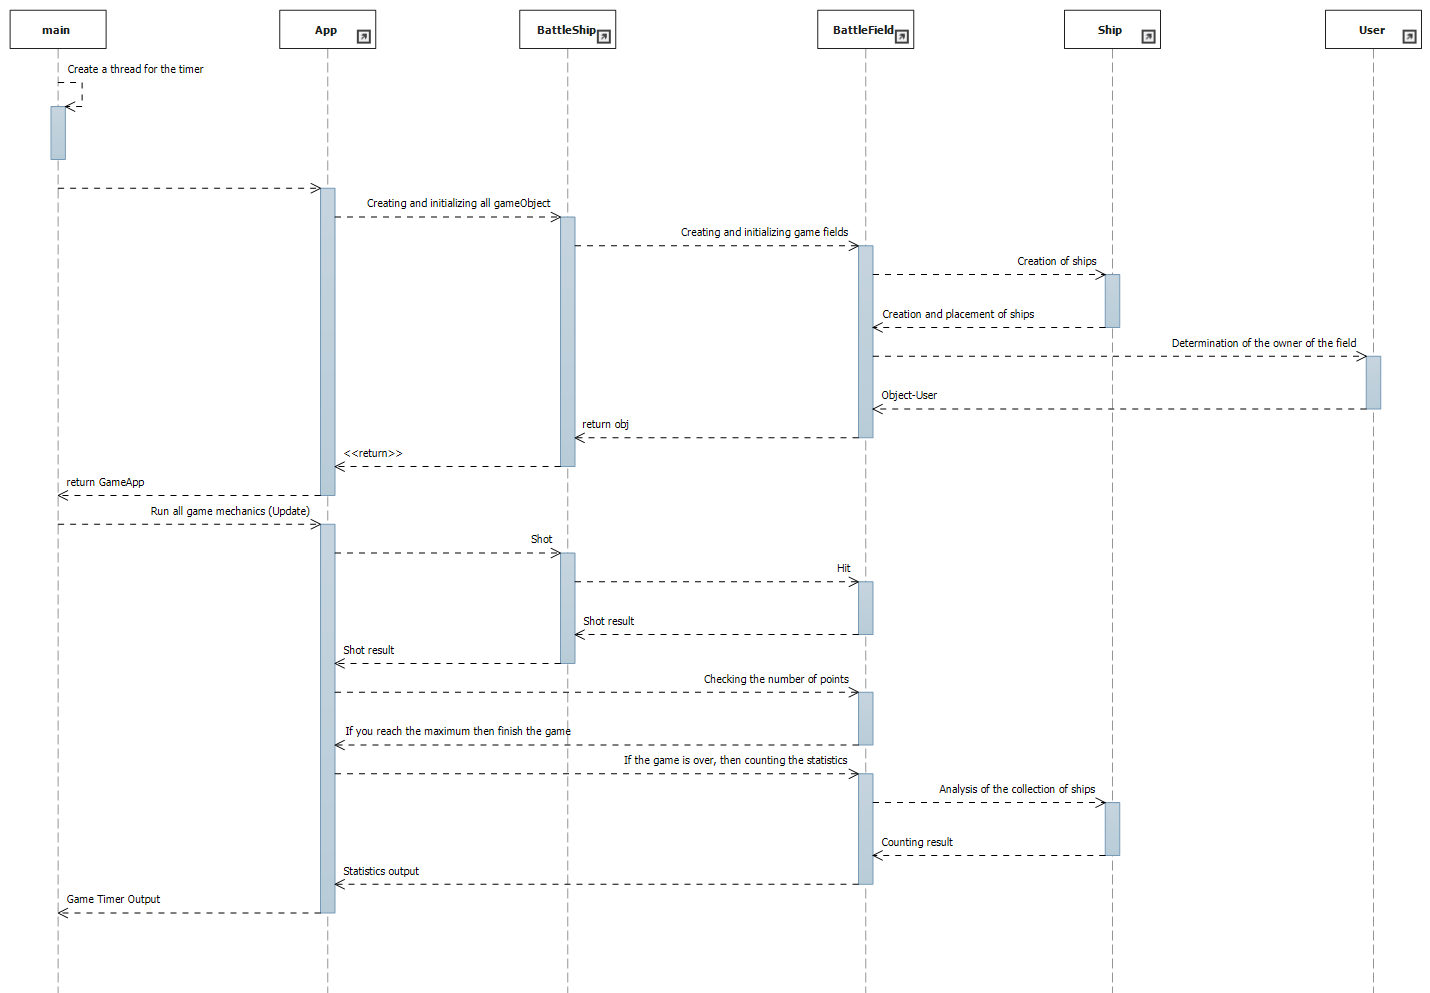 main
App
BattleShip
BattleField
Ship
User
Create a thread for the timer
Creating and initializing all gameObject
Creating and initializing game fields
Creation of ships
Creation and placement of ships
Determination of the owner of the field
Object-User
return obj
<<return>>
return GameApp
Run all game mechanics (Update)
Shot
Hit
Shot result
Shot result
Checking the number of points
If you reach the maximum then finish the game
If the game is over, then counting the statistics
Analysis of the collection of ships
Counting result
Statistics output
Game Timer Output